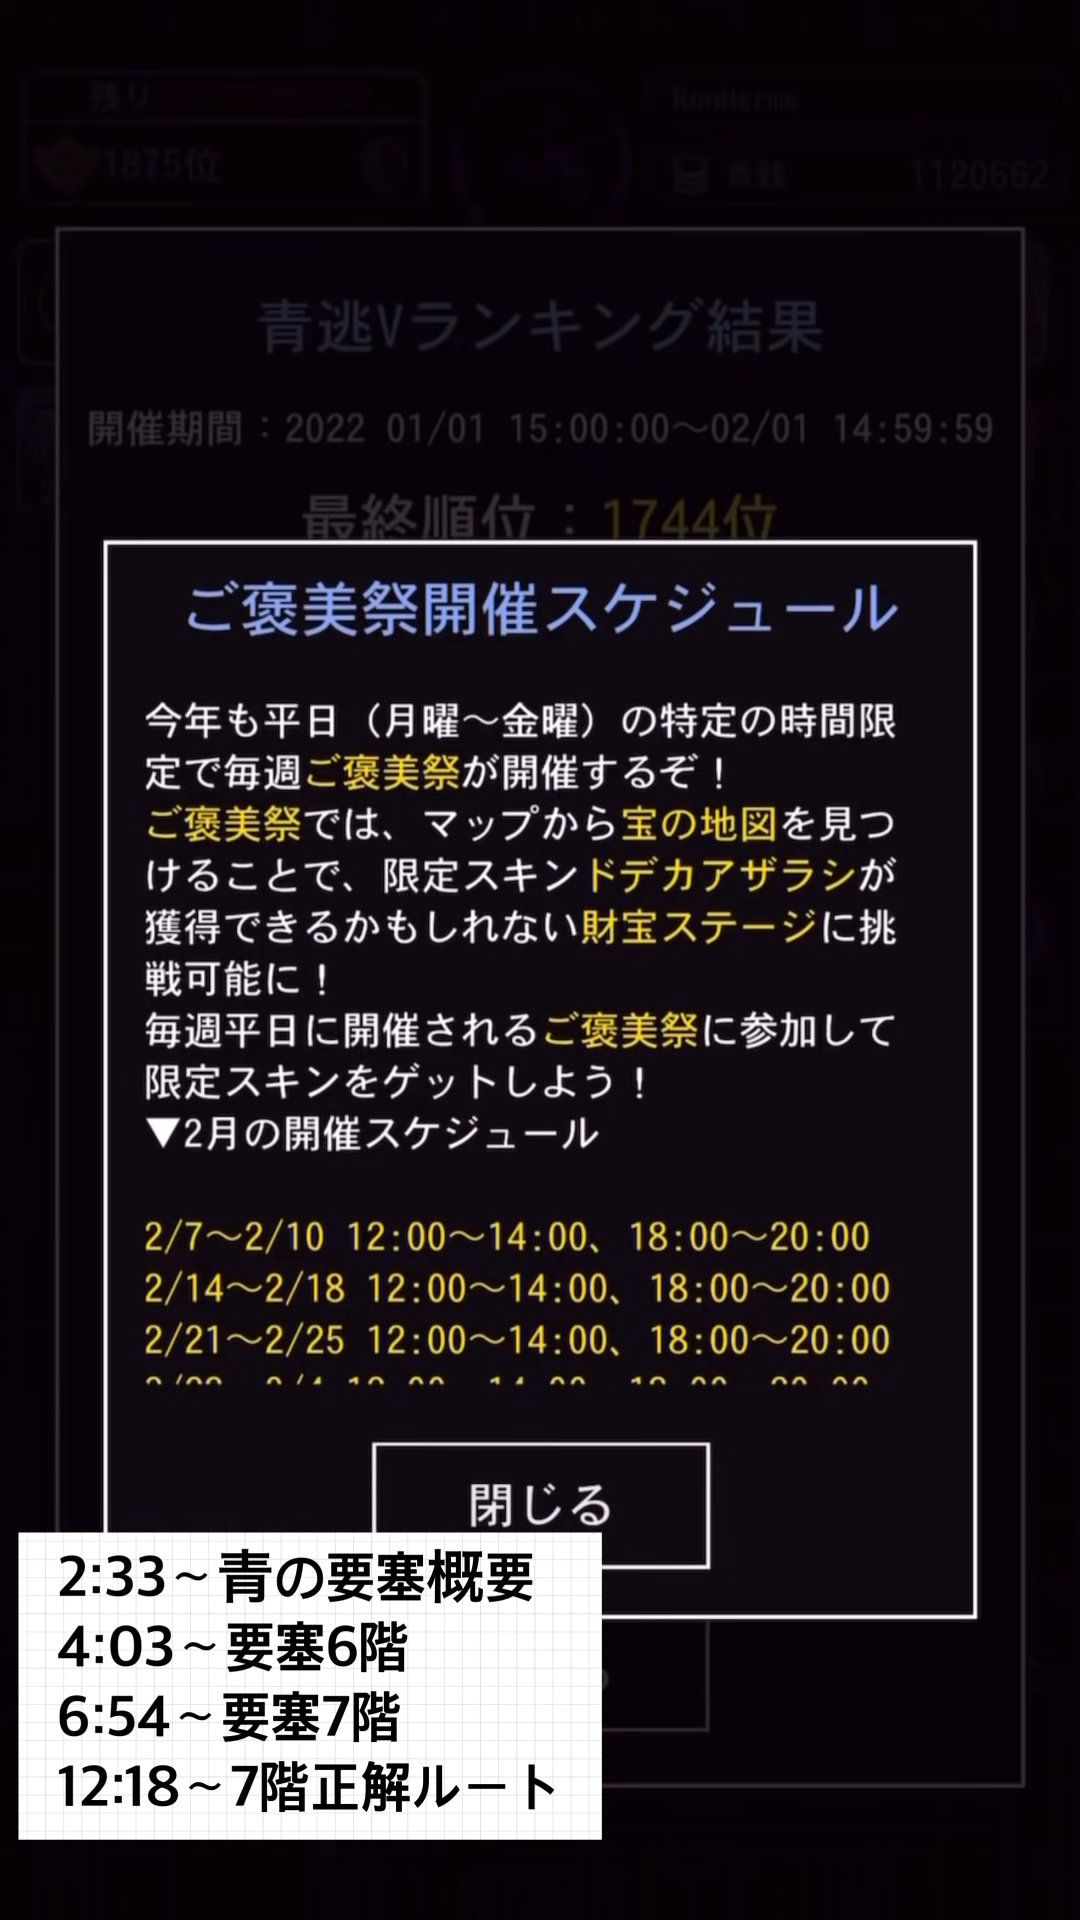 残り
RonHerms
1875位
1120662
青逃Vランキング結果
開催期間：2022 01/01 15:00:00～02/01 14:59:59
最終順位：1744位
ご褒美祭開催スケジュール
今年も平日（月曜～金曜）の特定の時間限
定で毎週ご褒美祭が開催するぞ！
ご褒美祭では、マップから宝の地図を見つ
けることで、限定スキンドデカアザラシが
獲得できるかもしれない財宝ステージに挑
戦可能に！
毎週平日に開催されるご褒美祭に参加して
限定スキンをゲットしよう！
▼2月の開催スケジュール
2/7～2/10 12:00～14:00、18:00～20:00
2/14～2/18 12:00～14:00、18:00～20:00
2/21～2/25 12:00～14:00、18:00～20:00
閉じる
2:33～青の要塞概要
4:03～要塞6階
6:54～要塞7階
12:18～7階正解ルート